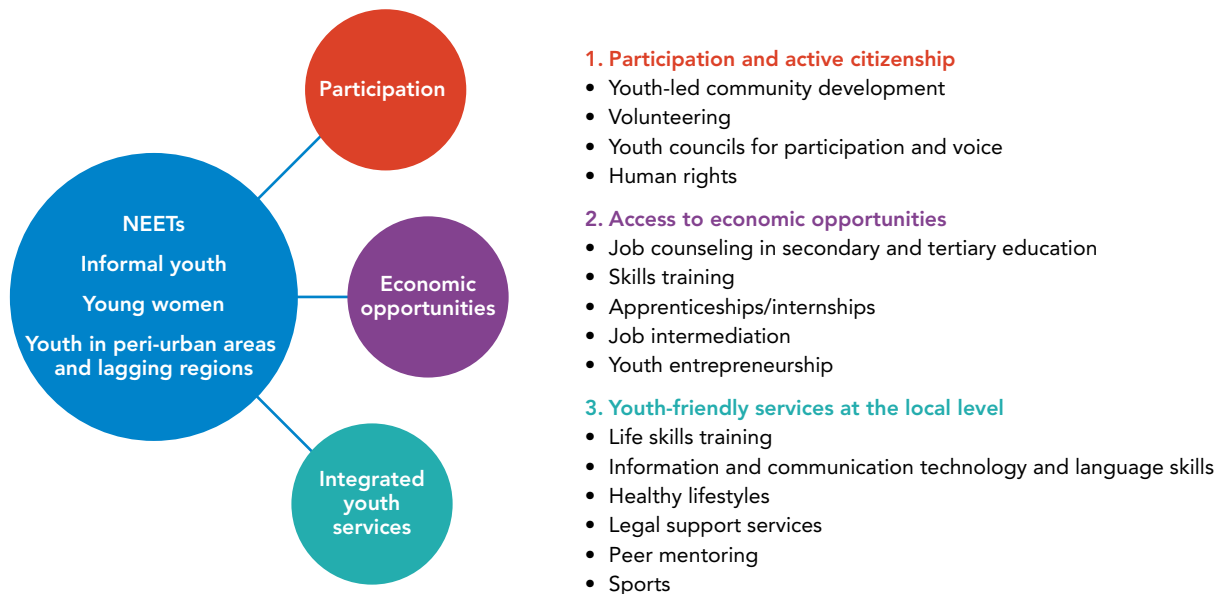 Participation
NEETs
Informal youth
Young women
Youth in peri-urban areas
and lagging regions
Economic
opportunities
Integrated
youth
services
1. Participation and active citizenship
• Youth-led community development
• Volunteering
• Youth councils for participation and voice
• Human rights
2. Access to economic opportunities
• Job counseling in secondary and tertiary education
• Skills training
• Apprenticeships/internships
• Job intermediation
• Youth entrepreneurship
3. Youth-friendly services at the local level
• Life skills training
• Information and communication technology and language skills
• Healthy lifestyles
• Legal support services
• Peer mentoring
• Sports